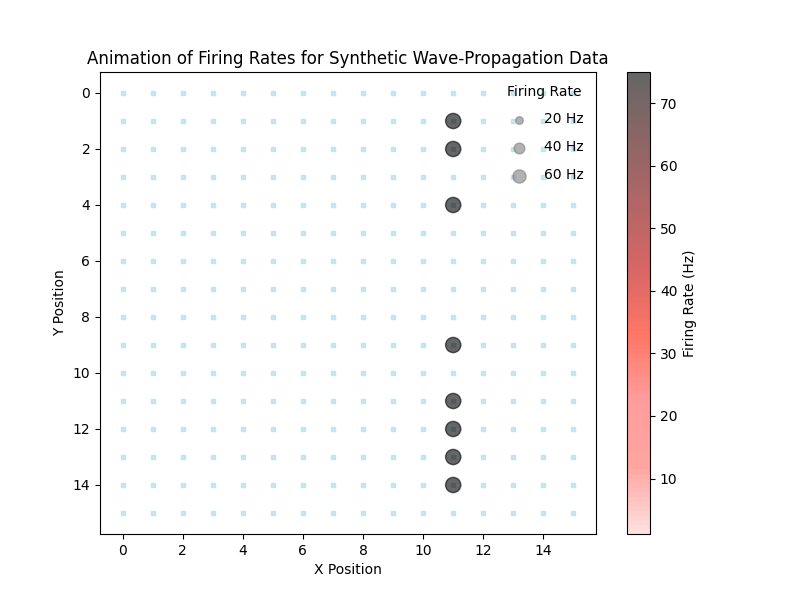 Animation of Firing Rates for Synthetic Wave-Propagation Data
Firing Rate
20 Hz
40 Hz
60 Hz
0
2
4
6
8
10
12
14
Y Position
0 2 4 6 8 10 12 14
X Position
70
60
50
40
30
20
10
Firing Rate (Hz)